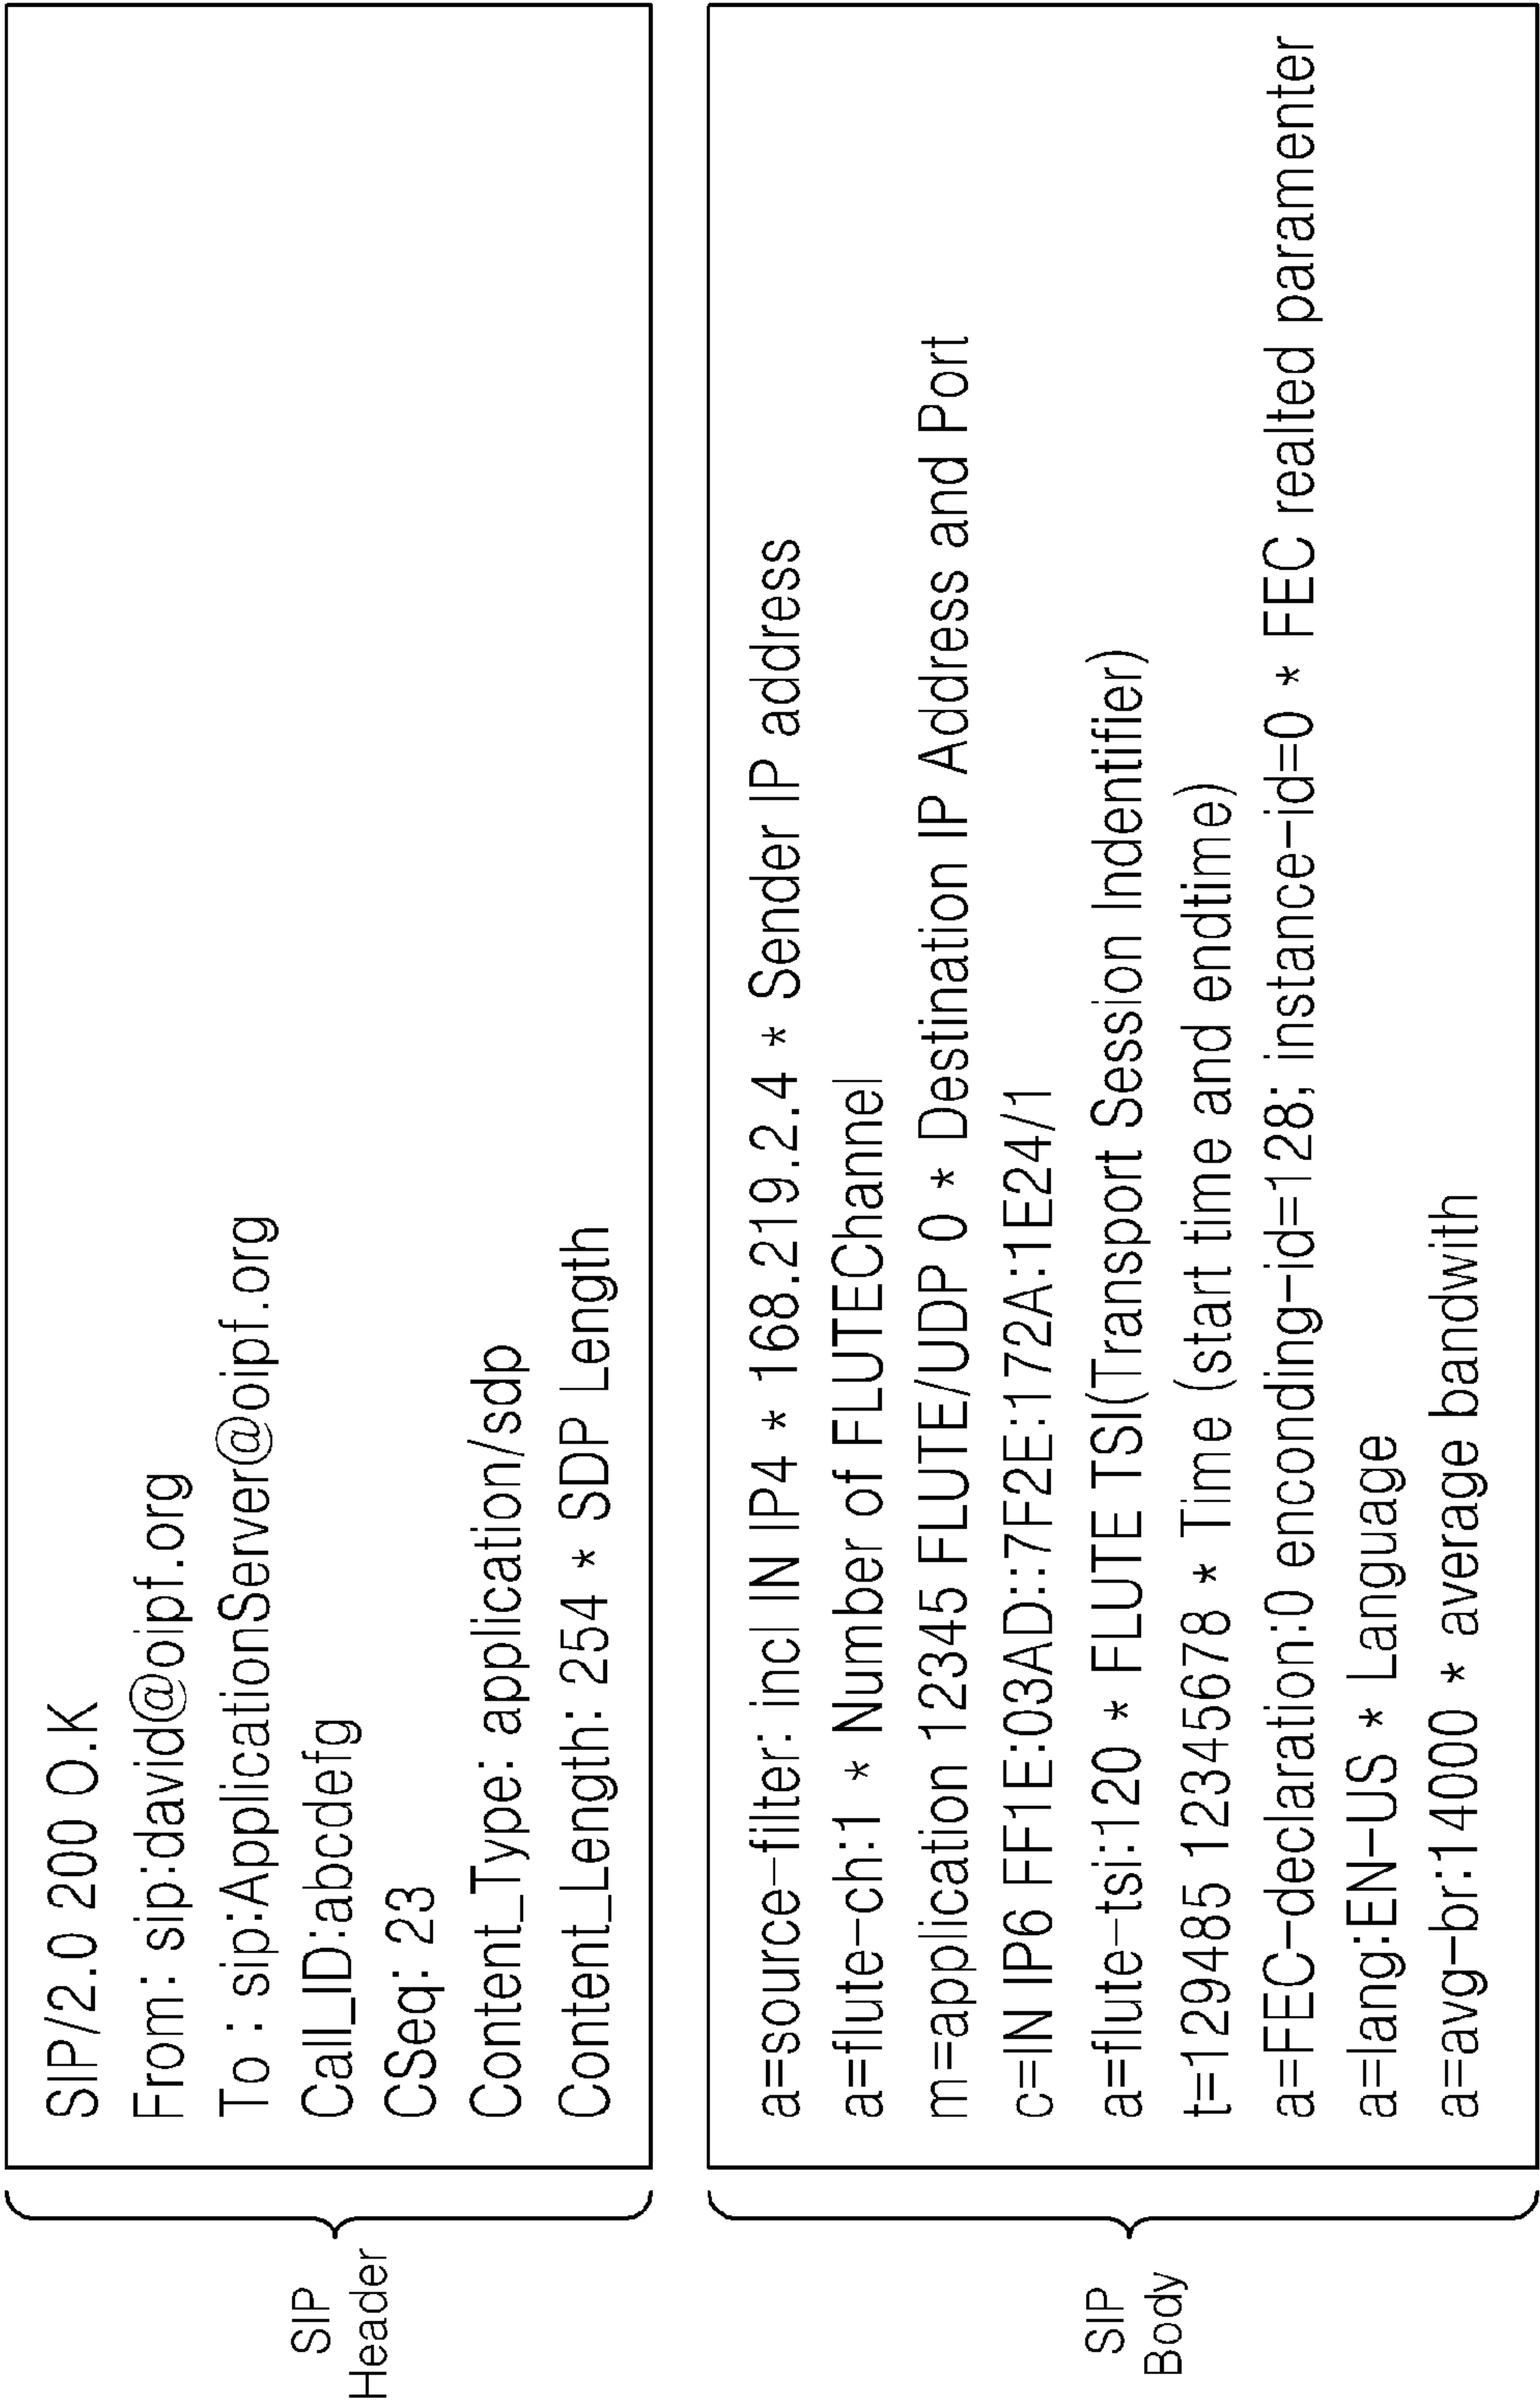 SIP
Header
SIP/2.0 200 O.K
From: sip:david@oipf.org
To : sip:ApplicationServer@oipf.org
Call_ID:abcdefg
CSeq: 23
Content_Type: application/sdp
Content_Length: 254 * SDP Length
SIP
Body
a=source-filter: incl IN IP4 * 168.219.2.4 * Sender IP address
a=flute-ch:1 * Number of FLUTEChannel
m=application 12345 FLUTE/UDP 0 * Destination IP Address and Port
c=IN IP6 FF1E:03AD::7F2E:172A:1E24/1
a=flute-tsi:120 * FLUTE TSI(Transport Session Indentifier)
t=129485 12345678 * Time (start time and endtime)
a=FEC-declaration:0 enconding-id=128; instance-id=0 * FEC realted paramenter
a=lang:EN-US * Language
a=avg-br:14000 * average bandwith